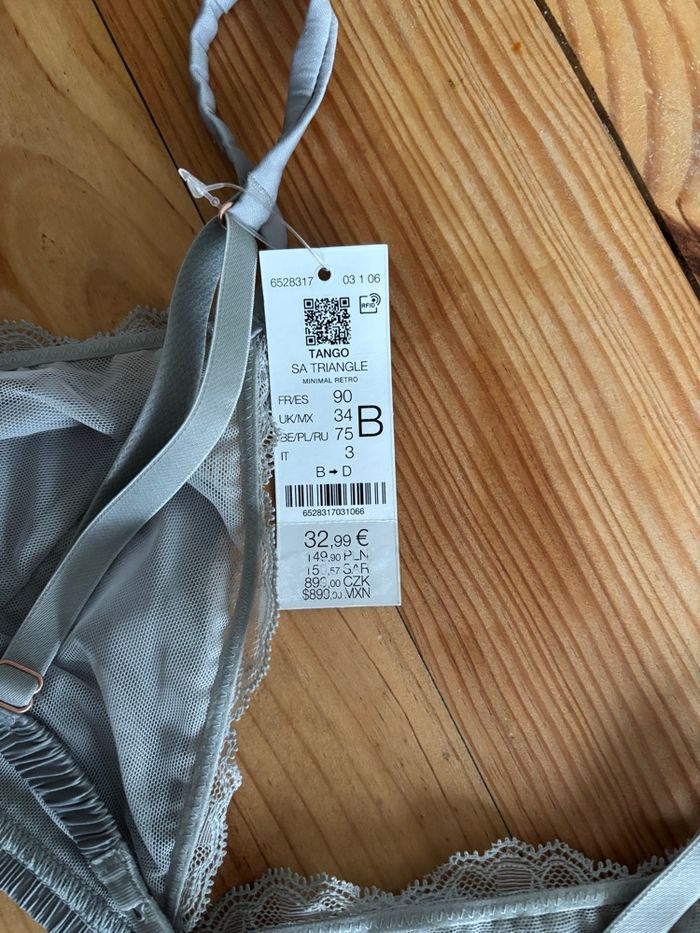 6528317 03 1 06
RFID
TANGO
SA TRIANGLE
MINIMAL RETRO
FR/ES 90
UK/MX 34 B
BE/PL/RU 75
IT 3
B → D
6528317031066
32,99 €
149,90 PLN
899,00 CZK
$899,00 MXN